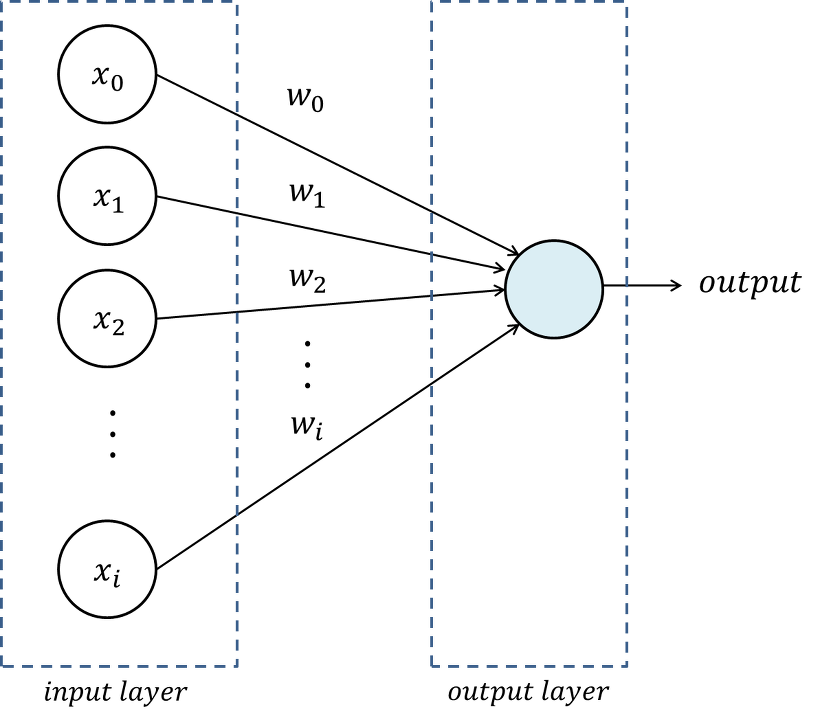 x₀
w₀
x₁
w₁
x₂
w₂
output
⋮
wᵢ
⋮
xᵢ
input layer
output layer